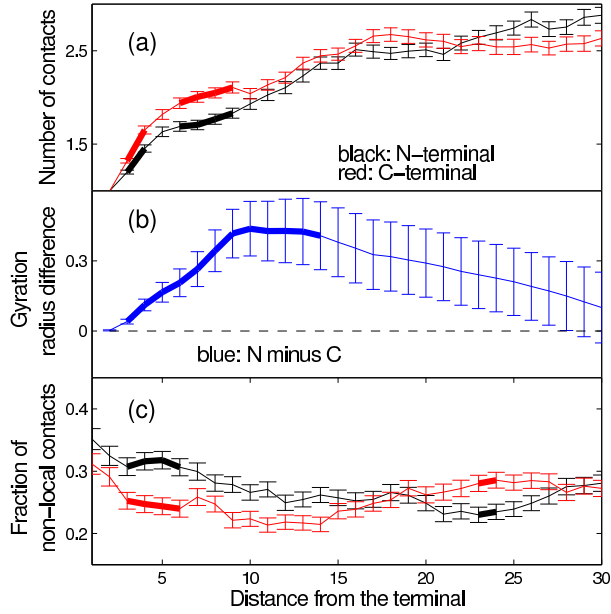 Number of contacts
2.5
1.5
(a)
black: N-terminal
red: C-terminal
Gyration
radius difference
0.3
0
(b)
blue: N minus C
Fraction of
non-local contacts
0.4
0.3
0.2
(c)
5 10 15 20 25 30
Distance from the terminal